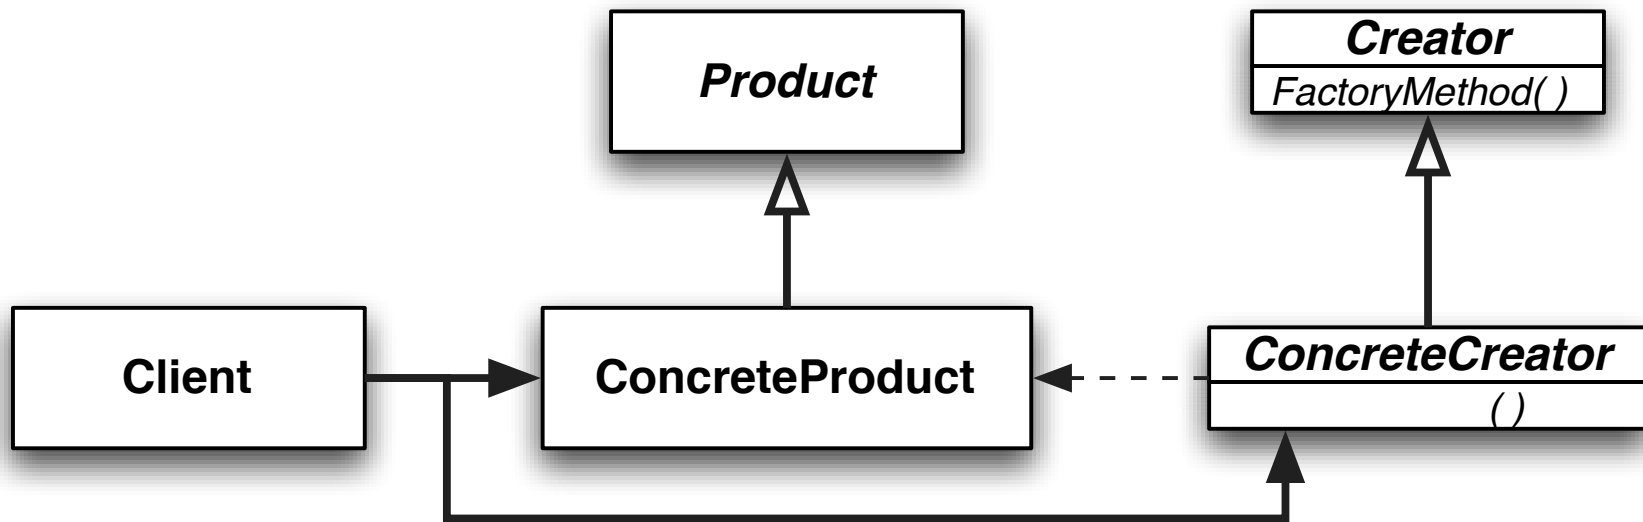 Product
Creator
FactoryMethod( )
Client
ConcreteProduct
ConcreteCreator
( )